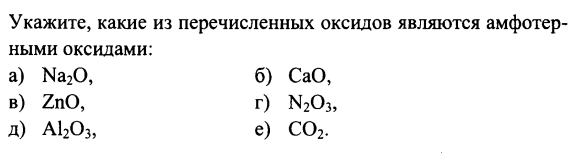 Укажите, какие из перечисленных оксидов являются амфотер-
ными оксидами:
а) Na₂O, б) CaO,
в) ZnO, г) N₂O₃,
д) Al₂O₃, е) CO₂.